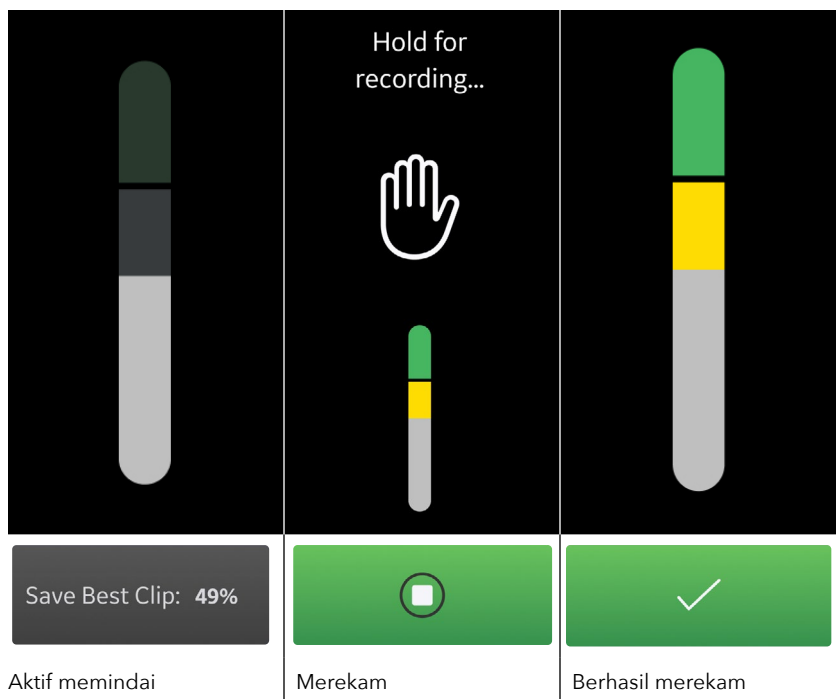 Hold for
recording...
Save Best Clip: 49%
Aktif memindai
Merekam
Berhasil merekam